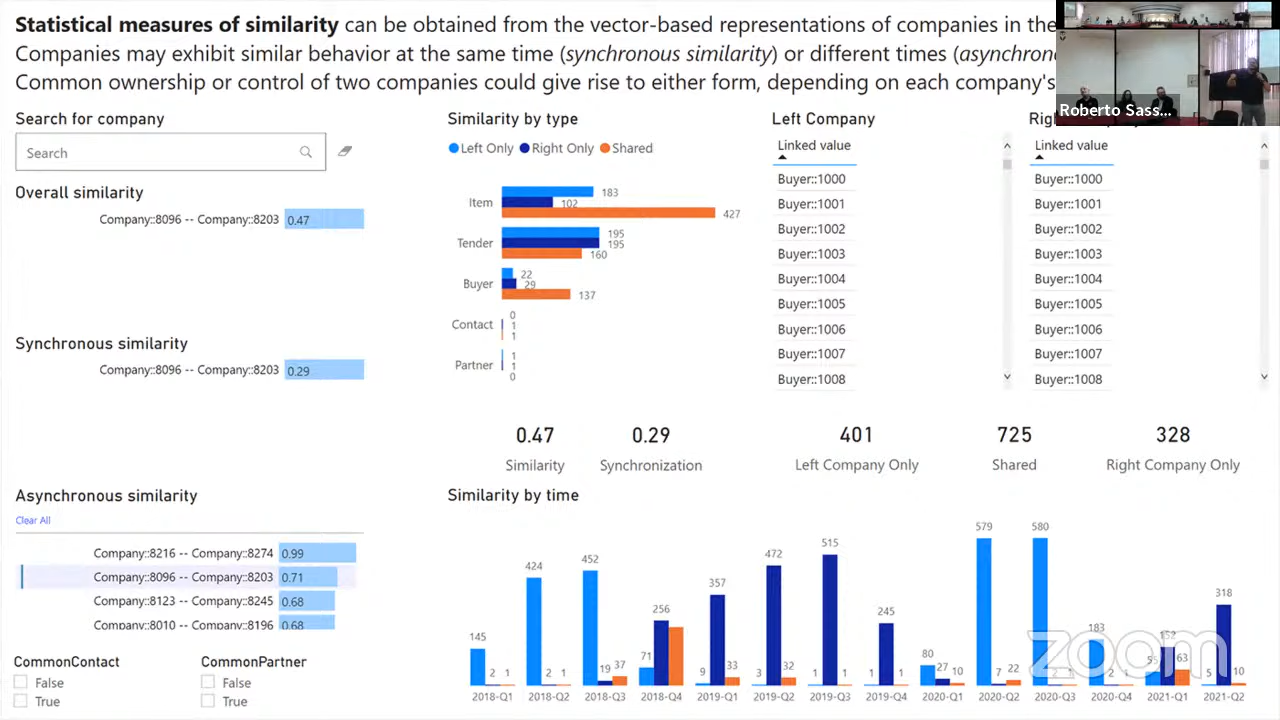 Statistical measures of similarity can be obtained from the vector-based representations of companies in the
Companies may exhibit similar behavior at the same time (synchronous similarity) or different times (asynchron
Common ownership or control of two companies could give rise to either form, depending on each company's
Roberto Sass...
Search for company
Search
Overall similarity
Company::8096 -- Company::8203 0.47
Synchronous similarity
Company::8096 -- Company::8203 0.29
Asynchronous similarity
Clear All
Company::8216 -- Company::8274 0.99
Company::8096 -- Company::8203 0.71
Company::8123 -- Company::8245 0.68
Company::8010 -- Company::8196 0.68
CommonContact
False
True
CommonPartner
False
True
Similarity by type
Left Only Right Only Shared
Item 183 102 427
Tender 195 195 160
Buyer 22 29 137
Contact 0 1 1
Partner 1 1 0
Left Company
Linked value
Buyer::1000
Buyer::1001
Buyer::1002
Buyer::1003
Buyer::1004
Buyer::1005
Buyer::1006
Buyer::1007
Buyer::1008
Linked value
Buyer::1000
Buyer::1001
Buyer::1002
Buyer::1003
Buyer::1004
Buyer::1005
Buyer::1006
Buyer::1007
Buyer::1008
0.47
Similarity
0.29
Synchronization
401
Left Company Only
725
Shared
328
Right Company Only
Similarity by time
145 2 1
424 2 1
452 19 37
71 256
9 357 33
3 472 32
1 515 1
1 245 1
80 27 10
579 7 22
580 2 1
183 2 1
55 152 63
5 318 10
2018-Q1 2018-Q2 2018-Q3 2018-Q4 2019-Q1 2019-Q2 2019-Q3 2019-Q4 2020-Q1 2020-Q2 2020-Q3 2020-Q4 2021-Q1 2021-Q2
zoom